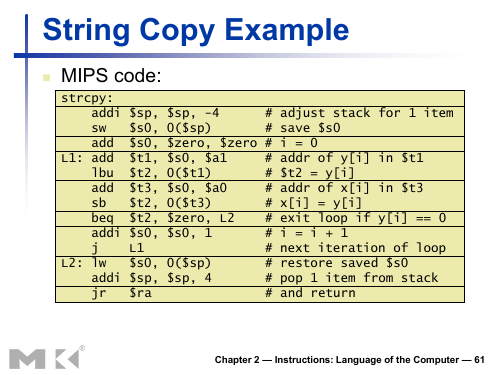 String Copy Example
MIPS code:
strcpy:
addi $sp, $sp, -4 # adjust stack for 1 item
sw $s0, 0($sp) # save $s0
add $s0, $zero, $zero # i = 0
L1: add $t1, $s0, $a1 # addr of y[i] in $t1
lbu $t2, 0($t1) # $t2 = y[i]
add $t3, $s0, $a0 # addr of x[i] in $t3
sb $t2, 0($t3) # x[i] = y[i]
beq $t2, $zero, L2 # exit loop if y[i] == 0
addi $s0, $s0, 1 # i = i + 1
j L1 # next iteration of loop
L2: lw $s0, 0($sp) # restore saved $s0
addi $sp, $sp, 4 # pop 1 item from stack
jr $ra # and return
MK®
Chapter 2 — Instructions: Language of the Computer — 61